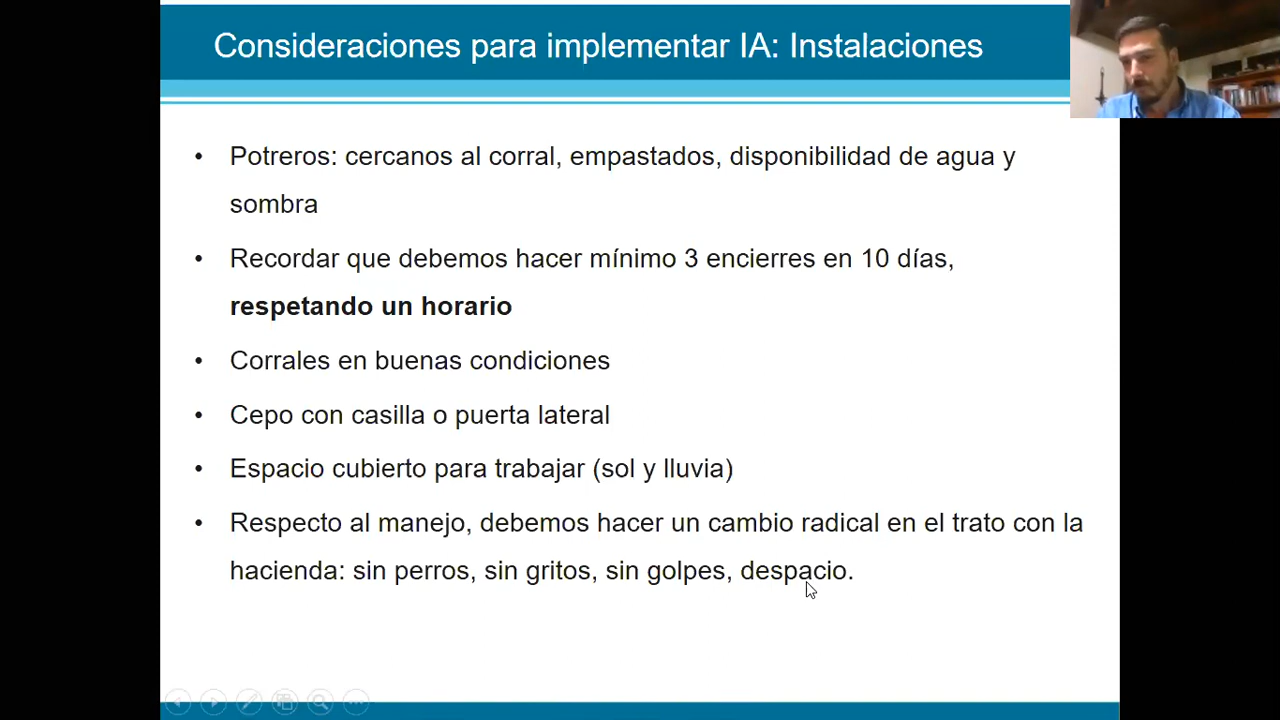 Consideraciones para implementar IA: Instalaciones
• Potreros: cercanos al corral, empastados, disponibilidad de agua y
sombra
• Recordar que debemos hacer mínimo 3 encierres en 10 días,
respetando un horario
• Corrales en buenas condiciones
• Cepo con casilla o puerta lateral
• Espacio cubierto para trabajar (sol y lluvia)
• Respecto al manejo, debemos hacer un cambio radical en el trato con la
hacienda: sin perros, sin gritos, sin golpes, despacio.